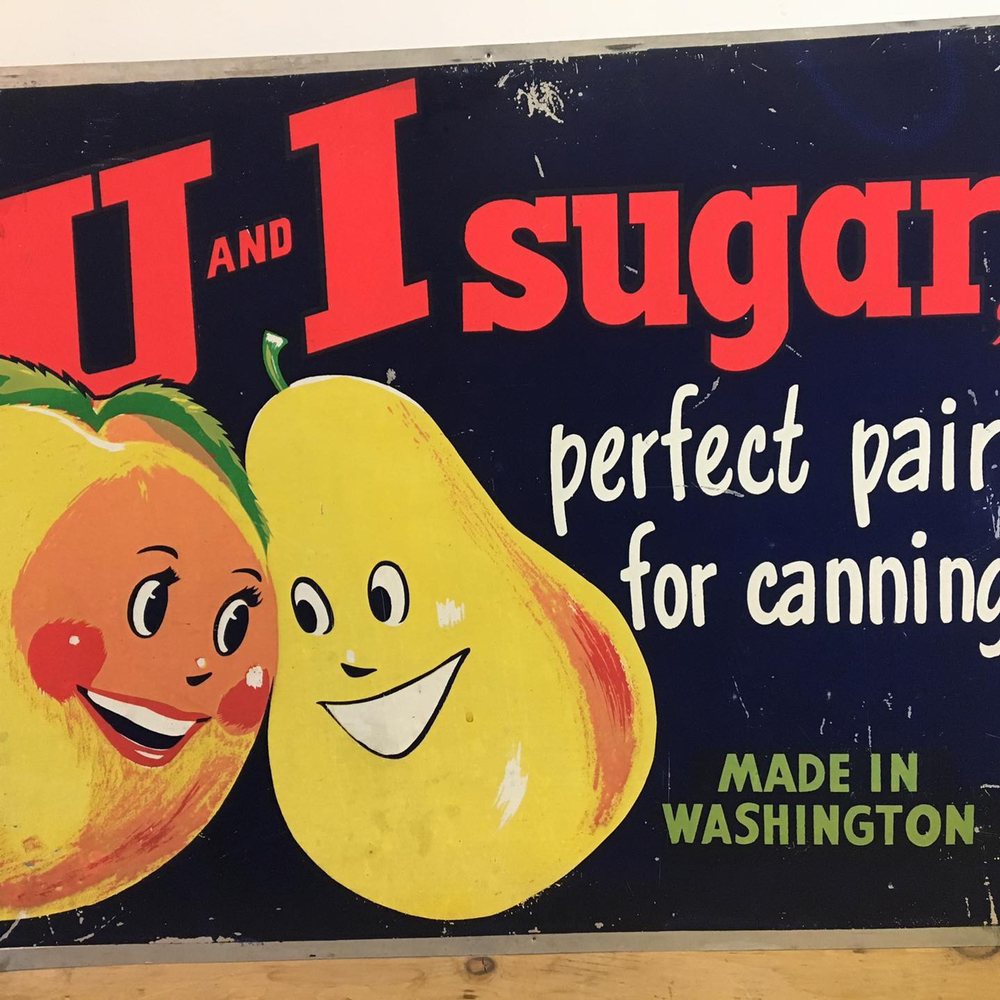 U AND I sugar,
perfect pair
for canning
MADE IN
WASHINGTON